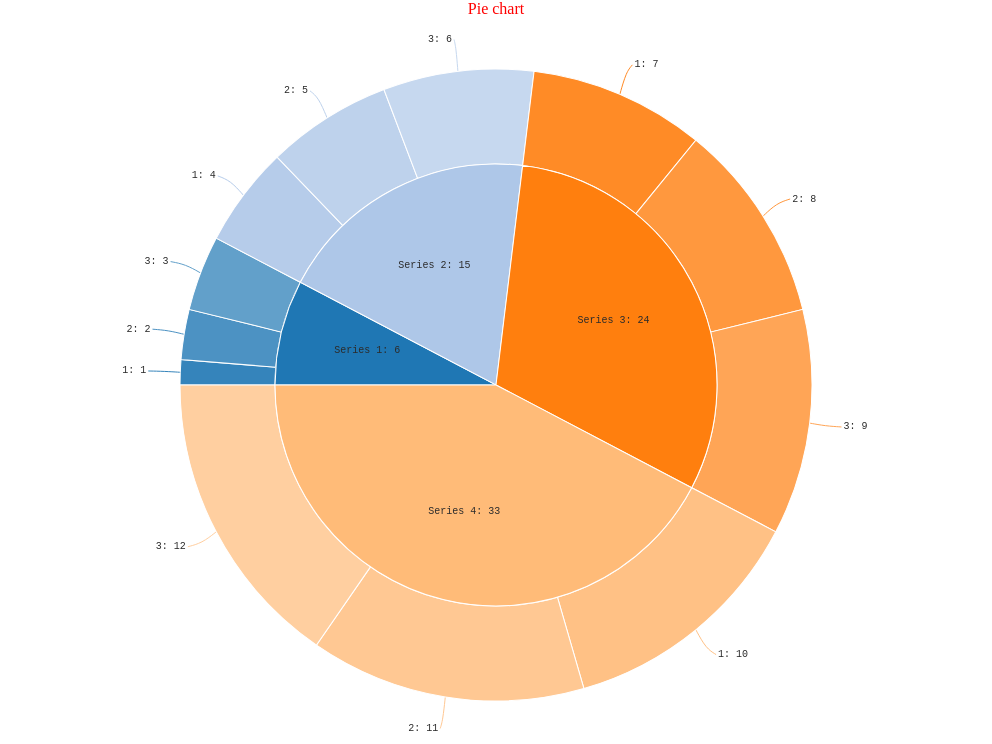 Pie chart
3: 6
1: 7
2: 5
1: 4
2: 8
3: 3
Series 2: 15
Series 3: 24
2: 2
Series 1: 6
1: 1
3: 9
Series 4: 33
3: 12
1: 10
2: 11